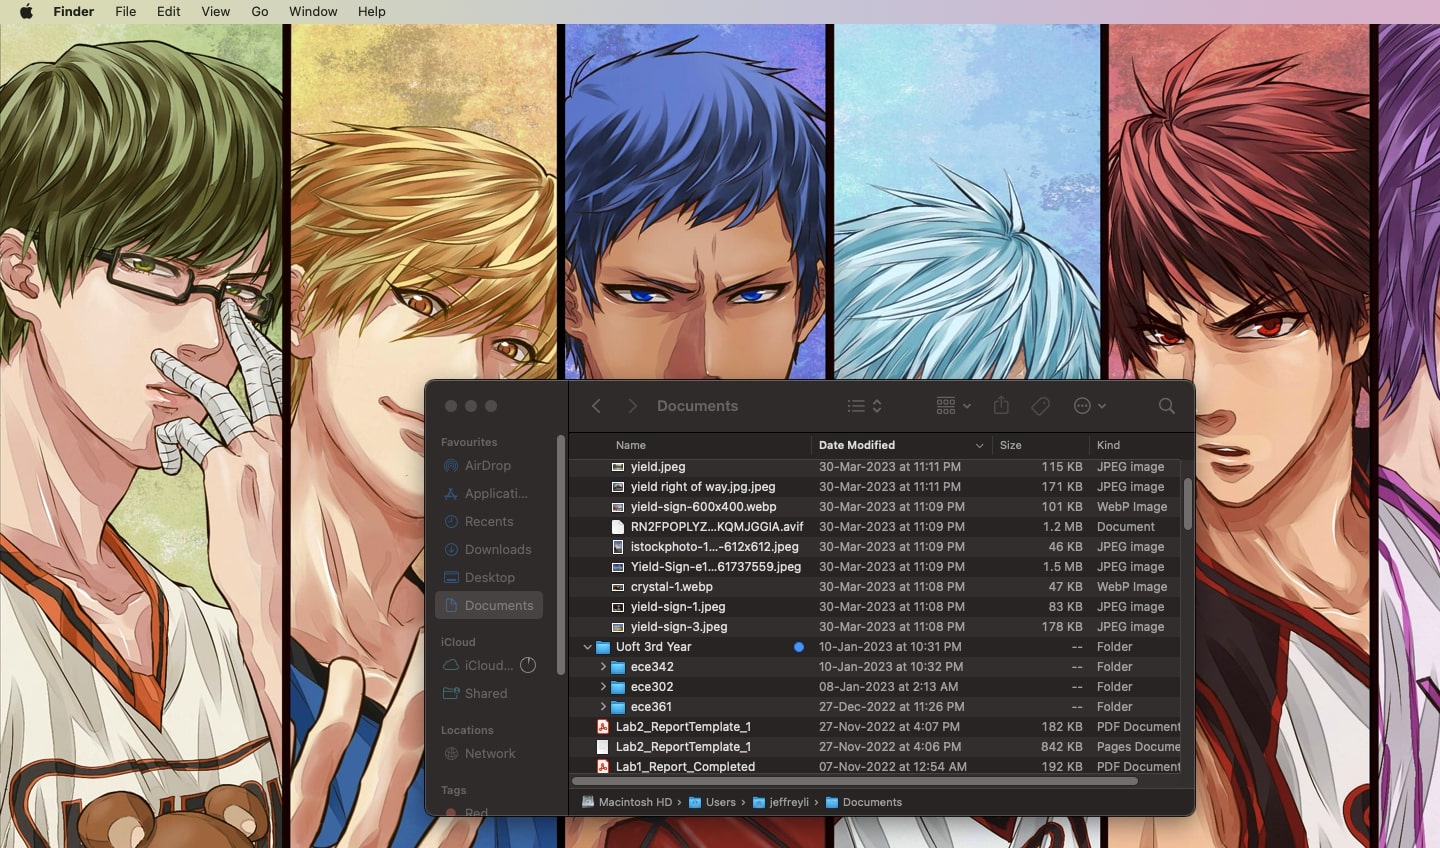 Finder File Edit View Go Window Help
Documents
Favourites
AirDrop
Applicati...
Recents
Downloads
Desktop
Documents
iCloud
iCloud...
Shared
Locations
Network
Tags
Red
Name Date Modified Size Kind
yield.jpeg 30-Mar-2023 at 11:11 PM 115 KB JPEG image
yield right of way.jpg.jpeg 30-Mar-2023 at 11:11 PM 171 KB JPEG image
yield-sign-600x400.webp 30-Mar-2023 at 11:09 PM 101 KB WebP Image
RN2FPOPLYZ...KQMJGGIA.avif 30-Mar-2023 at 11:09 PM 1.2 MB Document
istockphoto-1...-612x612.jpeg 30-Mar-2023 at 11:09 PM 46 KB JPEG image
Yield-Sign-e1...61737559.jpeg 30-Mar-2023 at 11:09 PM 1.5 MB JPEG image
crystal-1.webp 30-Mar-2023 at 11:08 PM 47 KB WebP Image
yield-sign-1.jpeg 30-Mar-2023 at 11:08 PM 83 KB JPEG image
yield-sign-3.jpeg 30-Mar-2023 at 11:08 PM 178 KB JPEG image
Uoft 3rd Year 10-Jan-2023 at 10:31 PM -- Folder
ece342 10-Jan-2023 at 10:32 PM -- Folder
ece302 08-Jan-2023 at 2:13 AM -- Folder
ece361 27-Dec-2022 at 11:26 PM -- Folder
Lab2_ReportTemplate_1 27-Nov-2022 at 4:07 PM 182 KB PDF Document
Lab2_ReportTemplate_1 27-Nov-2022 at 4:06 PM 842 KB Pages Docume
Lab1_Report_Completed 07-Nov-2022 at 12:54 AM 192 KB PDF Document
Macintosh HD › Users › jeffreyli › Documents